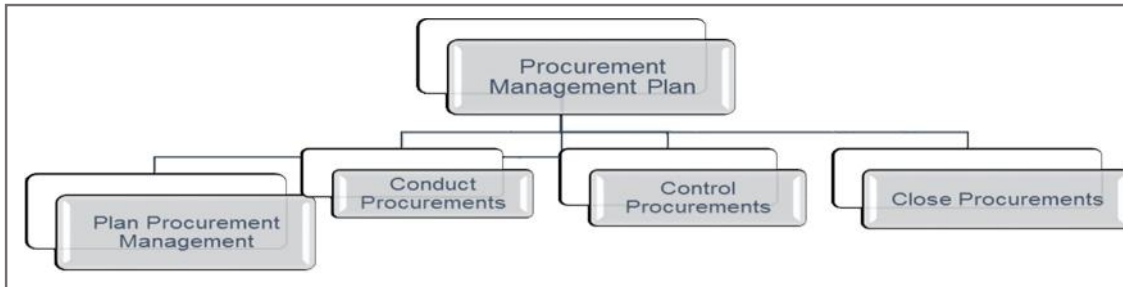 Procurement
Management Plan
Conduct
Procurements
Control
Procurements
Close Procurements
Plan Procurement
Management